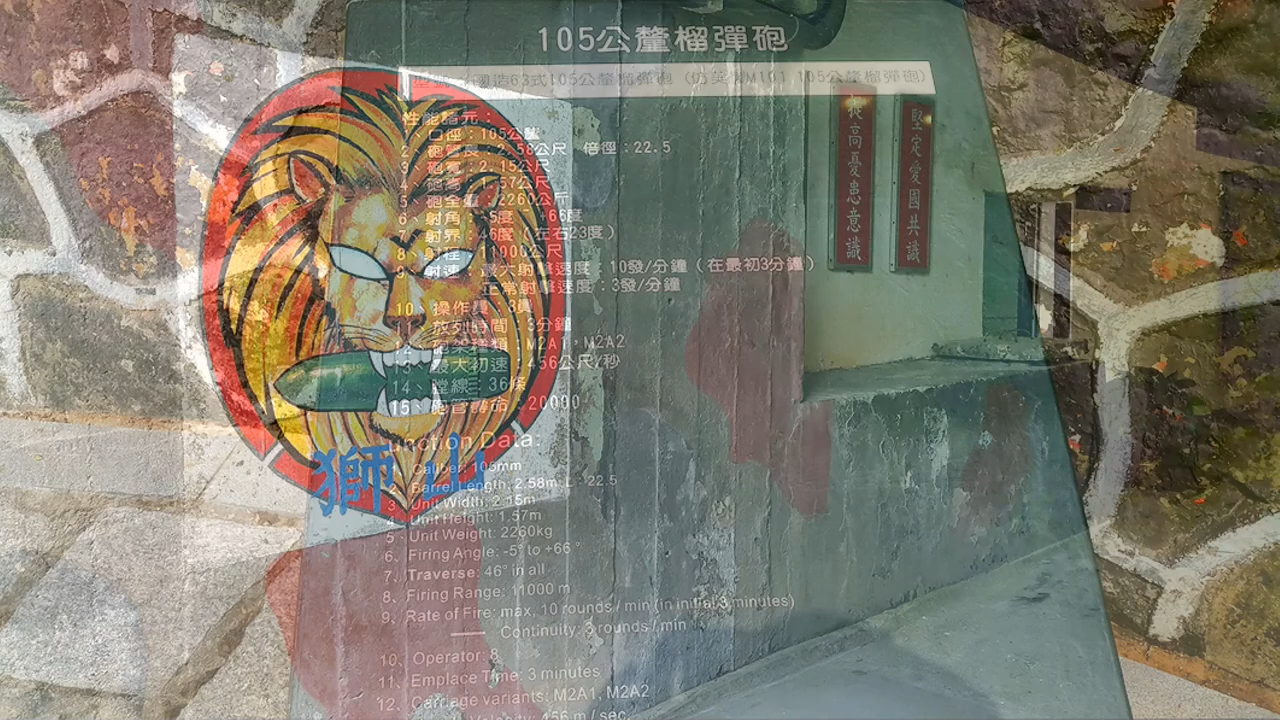 105公釐榴彈砲
國造63式105公釐榴彈砲 (仿美 M101 105公釐榴彈砲)
性能諸元：
1、口徑：105公釐
2、砲管長：2.58公尺 倍徑：22.5
3、砲寬：2.15公尺
4、砲高：1.57公尺
5、砲全重：2260公斤
6、射角：-5度 +66度
7、射界：46度（左右23度）
8、射程：11000公尺
9、射速：最大射擊速度：10發/分鐘（在最初3分鐘）
正常射擊速度：3發/分鐘
10、操作員：8員
放列時間：3分鐘
12、砲架種類：M2A1，M2A2
13、最大初速：456公尺/秒
14、膛線：36條
15、砲管壽命：20000
Data:
Caliber: 105mm
Barrel Length: 2.58m L: 22.5
3、Unit Width: 2.15m
4、Unit Height: 1.57m
5、Unit Weight: 2260kg
6、Firing Angle: -5° to +66°
7、Traverse: 46° in all
8、Firing Range: 11000 m
9、Rate of Fire: max, 10 rounds / min (in initial 3 minutes)
Continuity: 3 rounds / min
10、Operator: 8
11、Emplace Time: 3 minutes
12、Carriage variants: M2A1, M2A2
Velocity: 456 m / sec.
獅山
堅定愛國共識
提高憂患意識